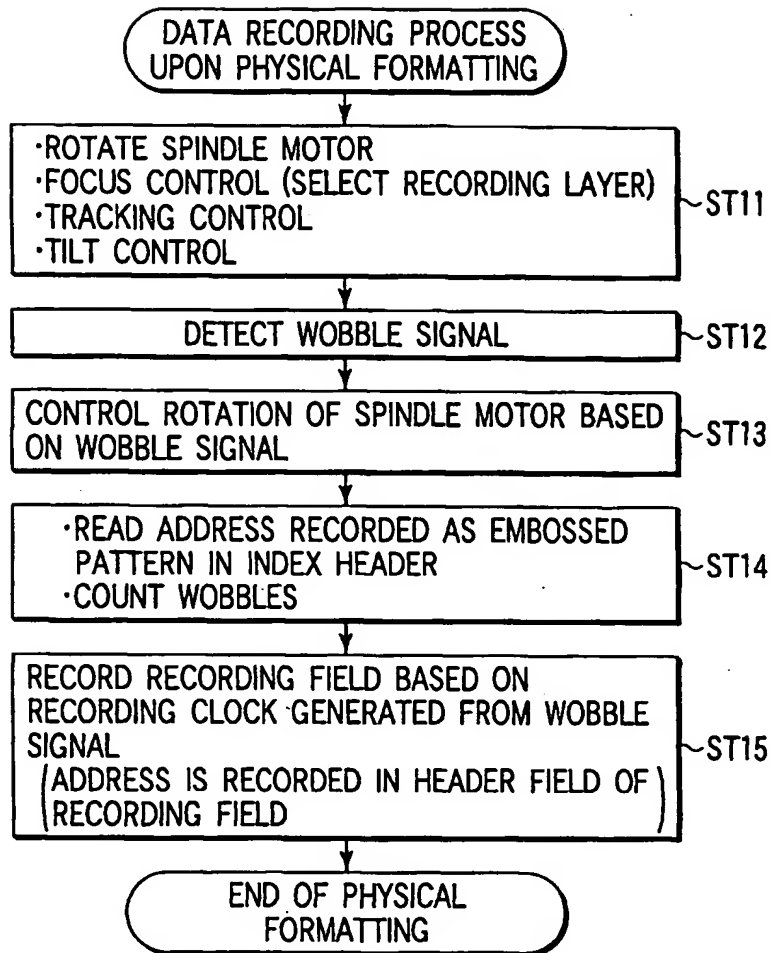 DATA RECORDING PROCESS
UPON PHYSICAL FORMATTING
·ROTATE SPINDLE MOTOR
·FOCUS CONTROL (SELECT RECORDING LAYER)
·TRACKING CONTROL
·TILT CONTROL
~ST11
DETECT WOBBLE SIGNAL
~ST12
CONTROL ROTATION OF SPINDLE MOTOR BASED
ON WOBBLE SIGNAL
~ST13
·READ ADDRESS RECORDED AS EMBOSSED
PATTERN IN INDEX HEADER
·COUNT WOBBLES
~ST14
RECORD RECORDING FIELD BASED ON
RECORDING CLOCK GENERATED FROM WOBBLE
SIGNAL
(ADDRESS IS RECORDED IN HEADER FIELD OF
RECORDING FIELD)
~ST15
END OF PHYSICAL
FORMATTING